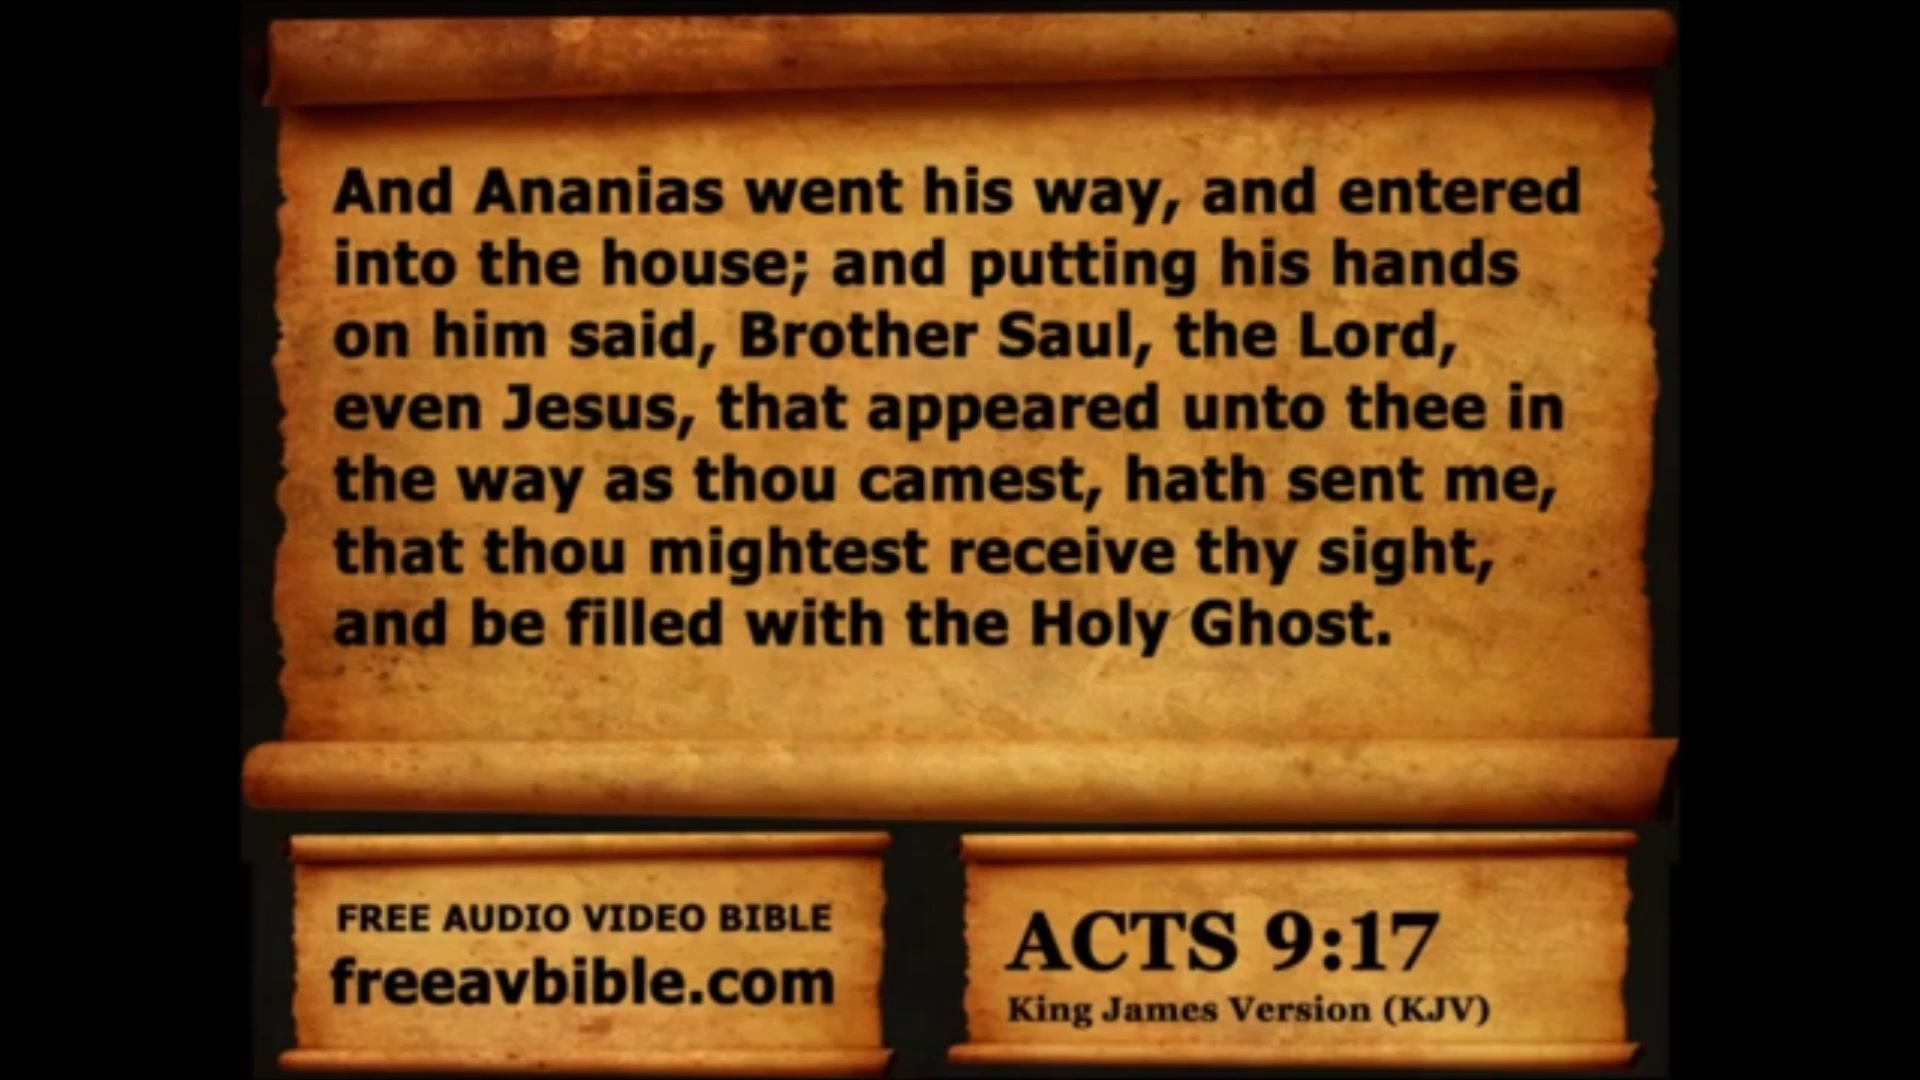 And Ananias went his way, and entered
into the house; and putting his hands
on him said, Brother Saul, the Lord,
even Jesus, that appeared unto thee in
the way as thou camest, hath sent me,
that thou mightest receive thy sight,
and be filled with the Holy Ghost.
FREE AUDIO VIDEO BIBLE
freeavbible.com
ACTS 9:17
King James Version (KJV)